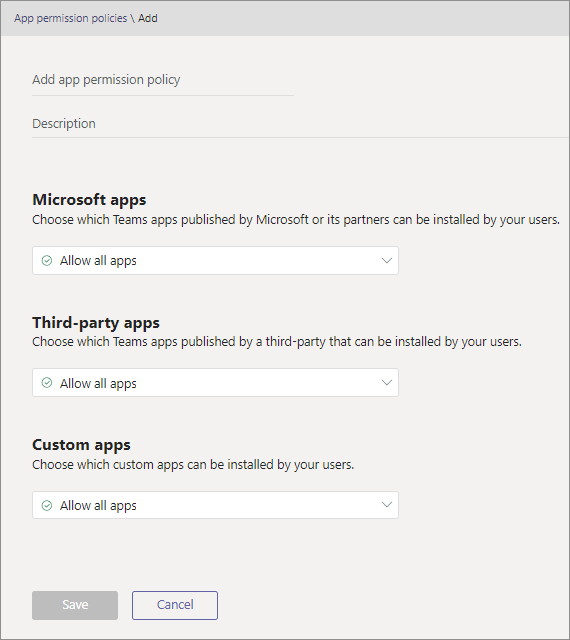 App permission policies \ Add
Add app permission policy
Description
Microsoft apps
Choose which Teams apps published by Microsoft or its partners can be installed by your users.
Allow all apps
Third-party apps
Choose which Teams apps published by a third-party that can be installed by your users.
Allow all apps
Custom apps
Choose which custom apps can be installed by your users.
Allow all apps
Save Cancel